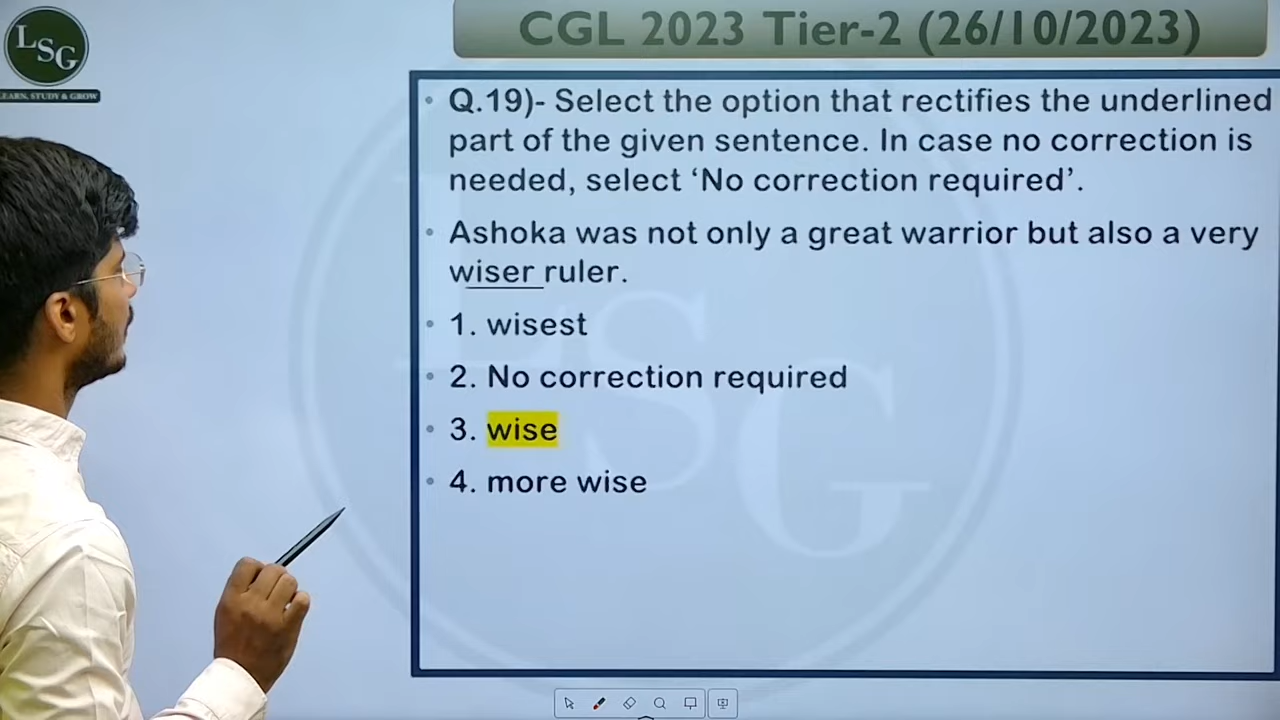 LSG
LEARN, STUDY & GROW
CGL 2023 Tier-2 (26/10/2023)
• Q.19)- Select the option that rectifies the underlined
part of the given sentence. In case no correction is
needed, select ‘No correction required’.
• Ashoka was not only a great warrior but also a very
wiser ruler.
• 1. wisest
• 2. No correction required
• 3. wise
• 4. more wise
LSG